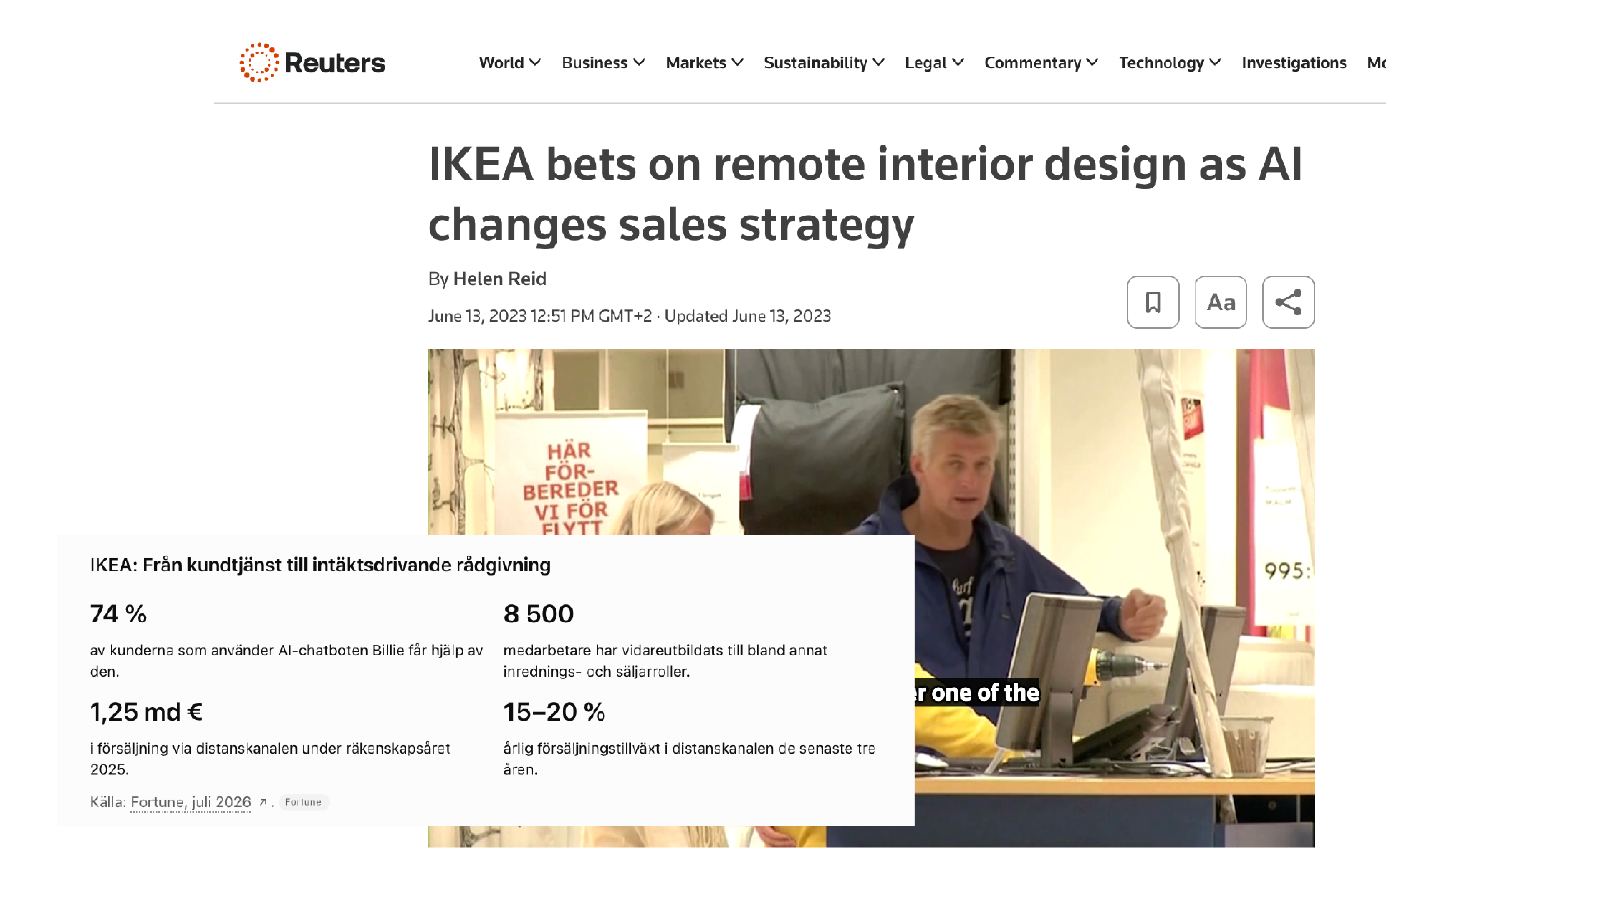 Reuters
World Business Markets Sustainability Legal Commentary Technology Investigations
IKEA bets on remote interior design as AI
changes sales strategy
By Helen Reid
June 13, 2023 12:51 PM GMT+2 · Updated June 13, 2023
Aa
HÄR
FÖR-
BEREDER
VI FÖR
FLYTT
995:
er one of the
IKEA: Från kundtjänst till intäktsdrivande rådgivning
74 %
av kunderna som använder AI-chatboten Billie får hjälp av
den.
8 500
medarbetare har vidareutbildats till bland annat
inrednings- och säljarroller.
1,25 md €
i försäljning via distanskanalen under räkenskapsåret
2025.
15–20 %
årlig försäljningstillväxt i distanskanalen de senaste tre
åren.
Källa: Fortune, juli 2026 ↗ . Fortune